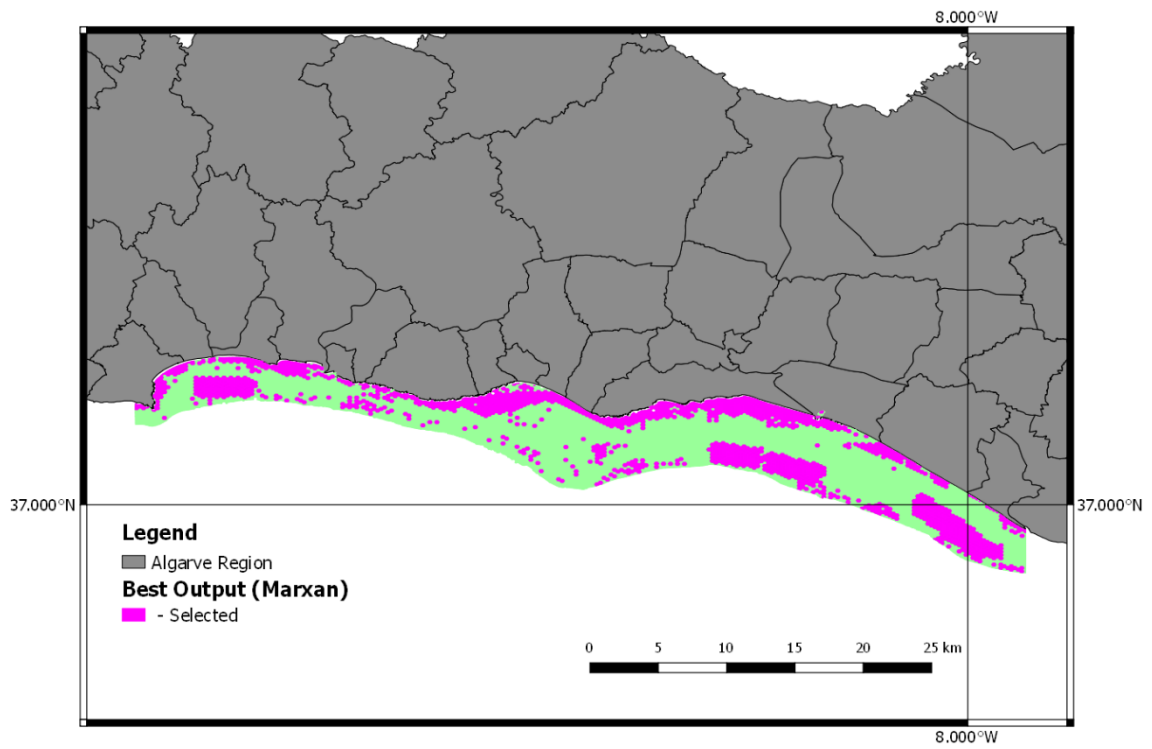 8.000°W
37.000°N
37.000°N
Legend
Algarve Region
Best Output (Marxan)
- Selected
0 5 10 15 20 25 km
8.000°W